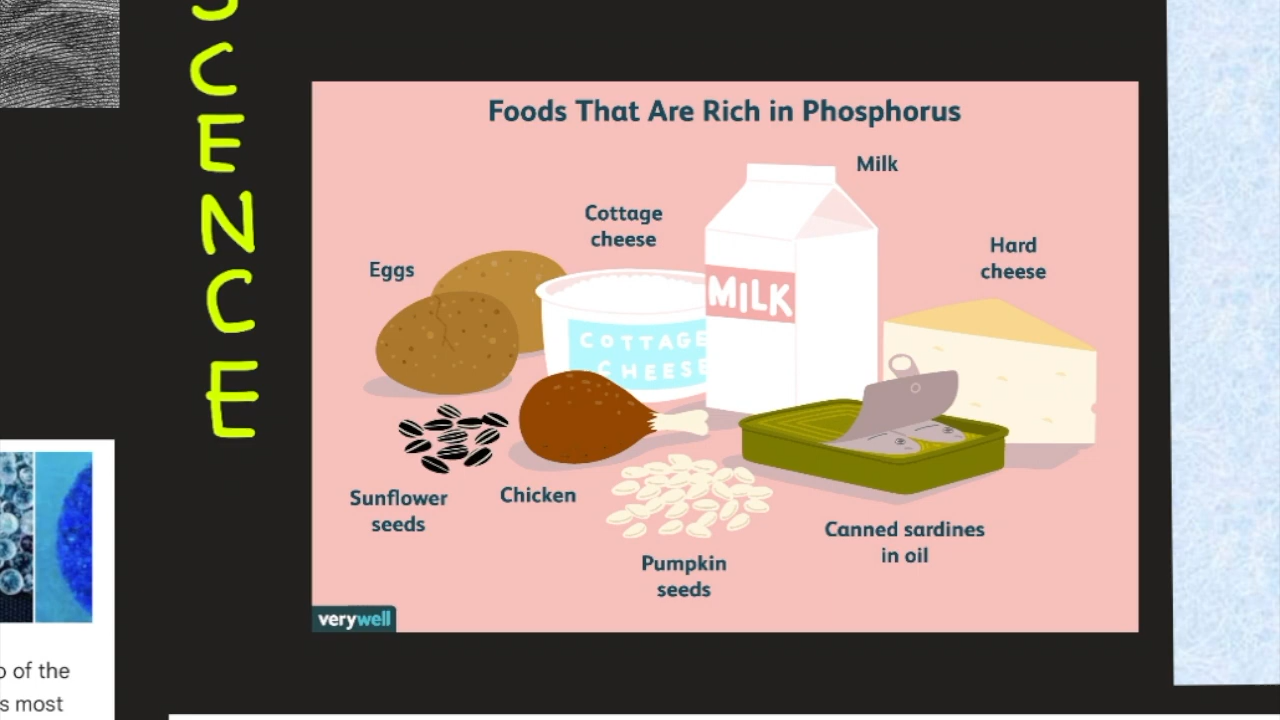 S
C
E
N
C
E
Foods That Are Rich in Phosphorus
Milk
Cottage
cheese
Hard
cheese
Eggs
MILK
COTTAGE
CHEESE
Sunflower
seeds
Chicken
Pumpkin
seeds
Canned sardines
in oil
verywell
of the
s most